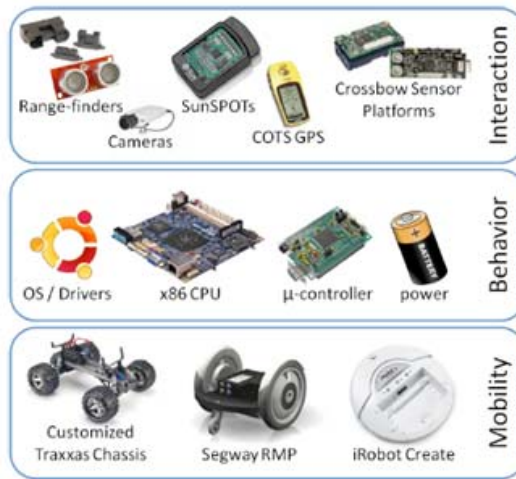 Range-finders
SunSPOTs
Crossbow Sensor
Platforms
Cameras
COTS GPS
Interaction
OS / Drivers
x86 CPU
μ-controller
power
BATTERY
Behavior
Customized
Traxxas Chassis
Segway RMP
iRobot Create
Mobility